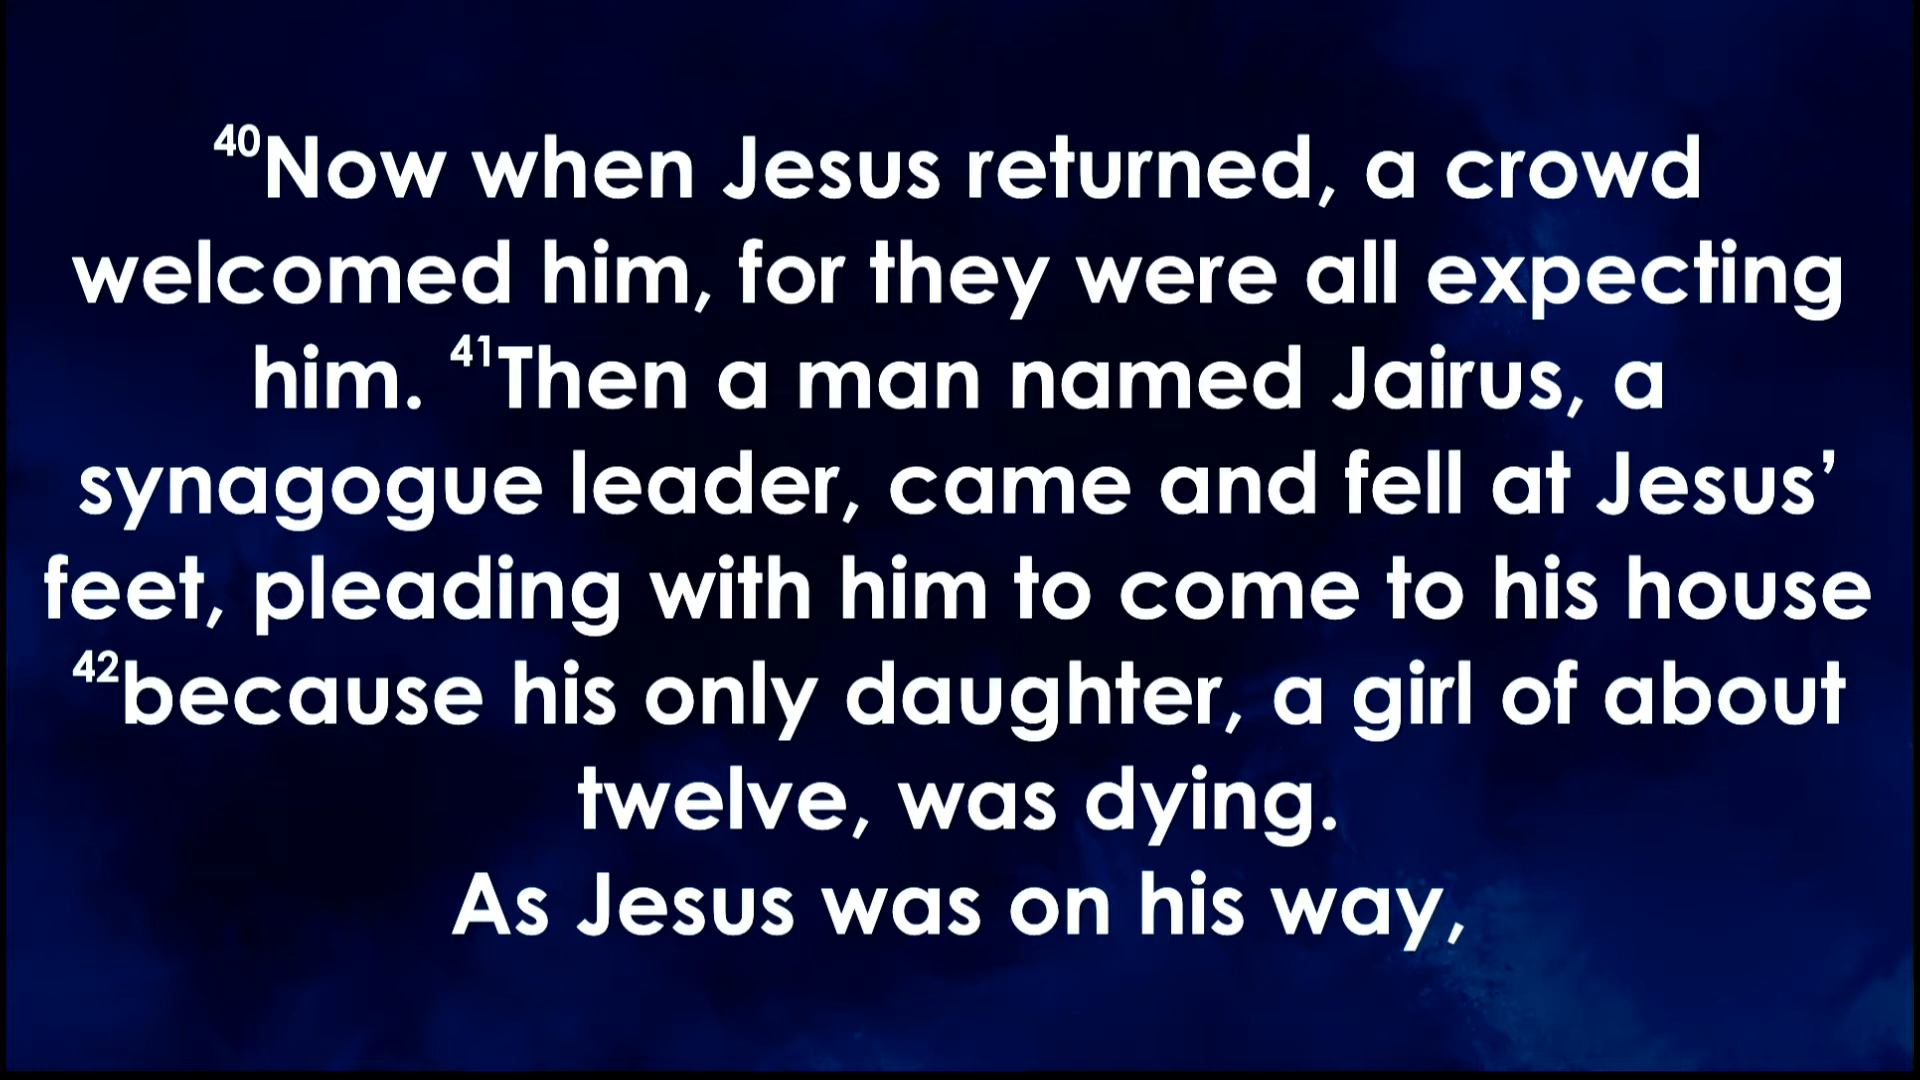 40Now when Jesus returned, a crowd
welcomed him, for they were all expecting
him. 41Then a man named Jairus, a
synagogue leader, came and fell at Jesus’
feet, pleading with him to come to his house
42because his only daughter, a girl of about
twelve, was dying.
As Jesus was on his way,